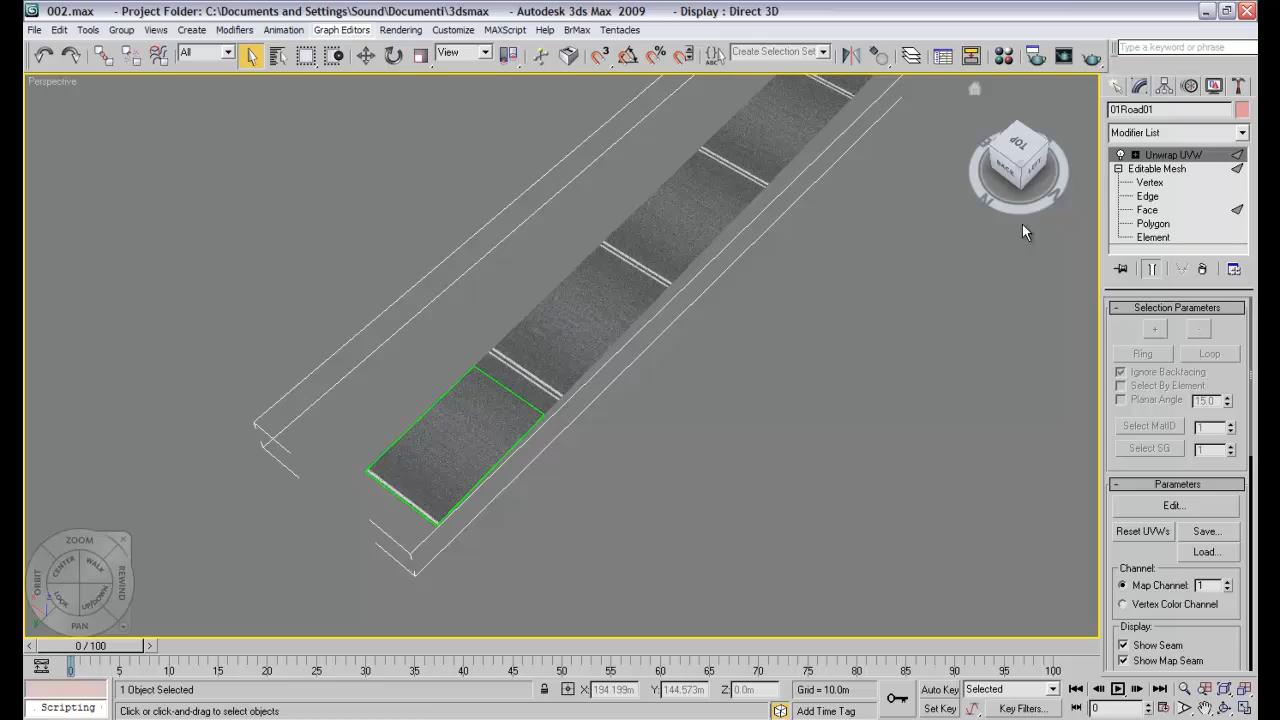 002.max - Project Folder: C:\Documents and Settings\Sound\Documenti\3dsmax - Autodesk 3ds Max 2009 - Display : Direct 3D
File Edit Tools Group Views Create Modifiers Animation Graph Editors Rendering Customize MAXScript Help BrMax Tentacles
Type a keyword or phrase
All View Create Selection Set
Perspective
TOP
BACK LEFT
01Road01
Modifier List
Unwrap UVW
Editable Mesh
Vertex
Edge
Face
Polygon
Element
- Selection Parameters
+ -
Ring Loop
Ignore Backfacing
Select By Element
Planar Angle 15.0
Select MatID 1
Select SG 1
- Parameters
Edit...
Reset UVWs Save...
Load...
Channel:
Map Channel: 1
Vertex Color Channel
Display:
Show Seam
Show Map Seam
ZOOM
CENTER WALK
ORBIT REWIND
LOOK UP/DOWN
PAN
x z
y
< 0 / 100 >
0 5 10 15 20 25 30 35 40 45 50 55 60 65 70 75 80 85 90 95 100
1 Object Selected X: 194.199m Y: 144.573m Z: 0.0m Grid = 10.0m Auto Key Selected
Scripting Click or click-and-drag to select objects Add Time Tag Set Key Key Filters... 0